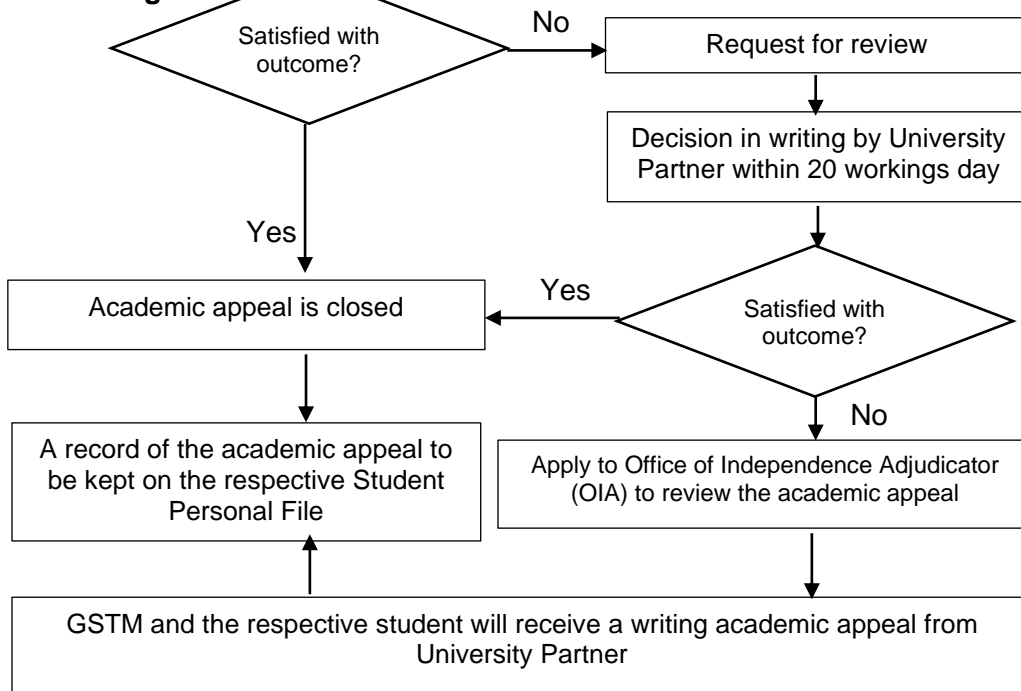 Satisfied with
outcome?
No
Request for review
Decision in writing by University
Partner within 20 workings day
Yes
Academic appeal is closed
Yes
Satisfied with
outcome?
No
A record of the academic appeal to
be kept on the respective Student
Personal File
Apply to Office of Independence Adjudicator
(OIA) to review the academic appeal
GSTM and the respective student will receive a writing academic appeal from
University Partner